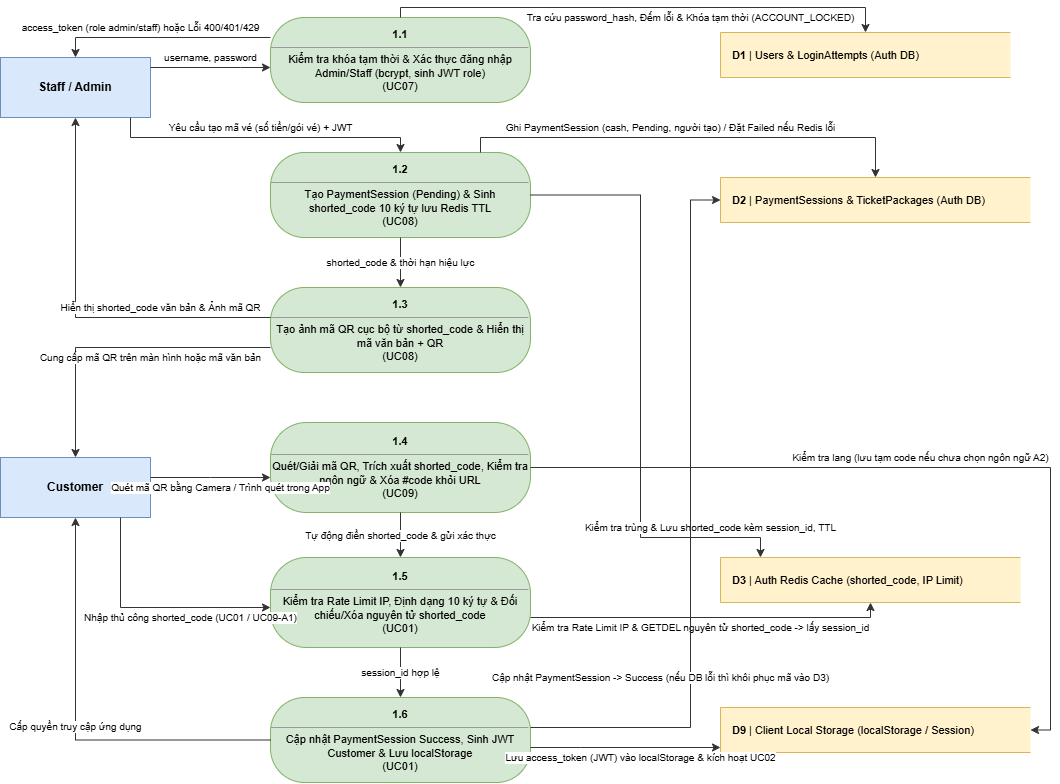 access_token (role admin/staff) hoặc Lỗi 400/401/429
Staff / Admin
username, password
1.1
Kiểm tra khóa tạm thời & Xác thực đăng nhập
Admin/Staff (bcrypt, sinh JWT role)
(UC07)
Tra cứu password_hash, Đếm lỗi & Khóa tạm thời (ACCOUNT_LOCKED)
D1 | Users & LoginAttempts (Auth DB)
Yêu cầu tạo mã vé (số tiền/gói vé) + JWT
Ghi PaymentSession (cash, Pending, người tạo) / Đặt Failed nếu Redis lỗi
1.2
Tạo PaymentSession (Pending) & Sinh
shorted_code 10 ký tự lưu Redis TTL
(UC08)
D2 | PaymentSessions & TicketPackages (Auth DB)
shorted_code & thời hạn hiệu lực
Hiển thị shorted_code văn bản & Ảnh mã QR
1.3
Tạo ảnh mã QR cục bộ từ shorted_code & Hiển thị
mã văn bản + QR
(UC08)
Cung cấp mã QR trên màn hình hoặc mã văn bản
1.4
Quét/Giải mã QR, Trích xuất shorted_code, Kiểm tra
ngôn ngữ & Xóa #code khỏi URL
(UC09)
Kiểm tra lang (lưu tạm code nếu chưa chọn ngôn ngữ A2)
Customer
Quét mã QR bằng Camera / Trình quét trong App
Tự động điền shorted_code & gửi xác thực
Kiểm tra trùng & Lưu shorted_code kèm session_id, TTL
1.5
Kiểm tra Rate Limit IP, Định dạng 10 ký tự & Đối
chiếu/Xóa nguyên tử shorted_code
(UC01)
D3 | Auth Redis Cache (shorted_code, IP Limit)
Nhập thủ công shorted_code (UC01 / UC09-A1)
Kiểm tra Rate Limit IP & GETDEL nguyên tử shorted_code -> lấy session_id
session_id hợp lệ
Cập nhật PaymentSession -> Success (nếu DB lỗi thì khôi phục mã vào D3)
1.6
Cập nhật PaymentSession Success, Sinh JWT
Customer & Lưu localStorage
(UC01)
Cấp quyền truy cập ứng dụng
D9 | Client Local Storage (localStorage / Session)
Lưu access_token (JWT) vào localStorage & kích hoạt UC02